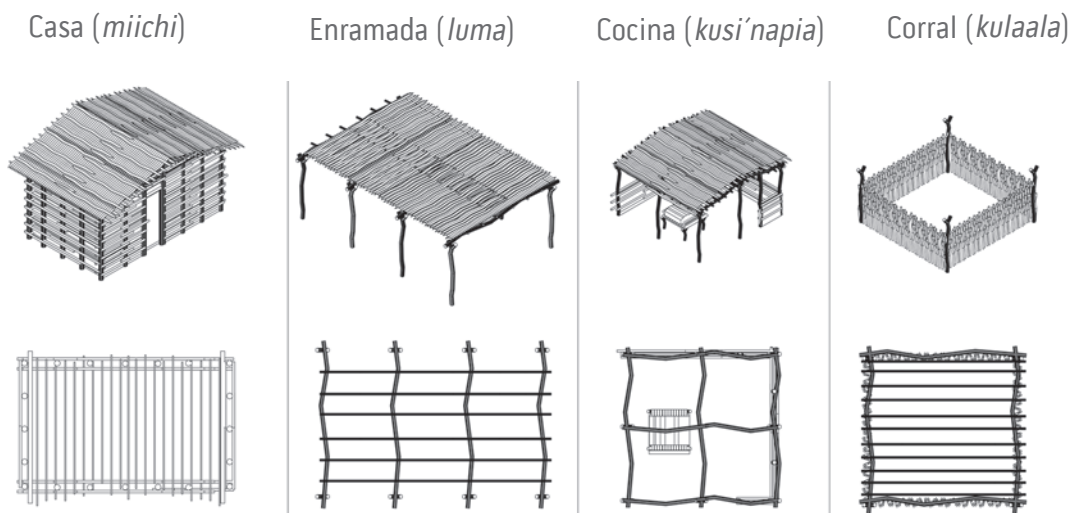 Casa (miichi)
Enramada (luma)
Cocina (kusi´napia)
Corral (kulaala)